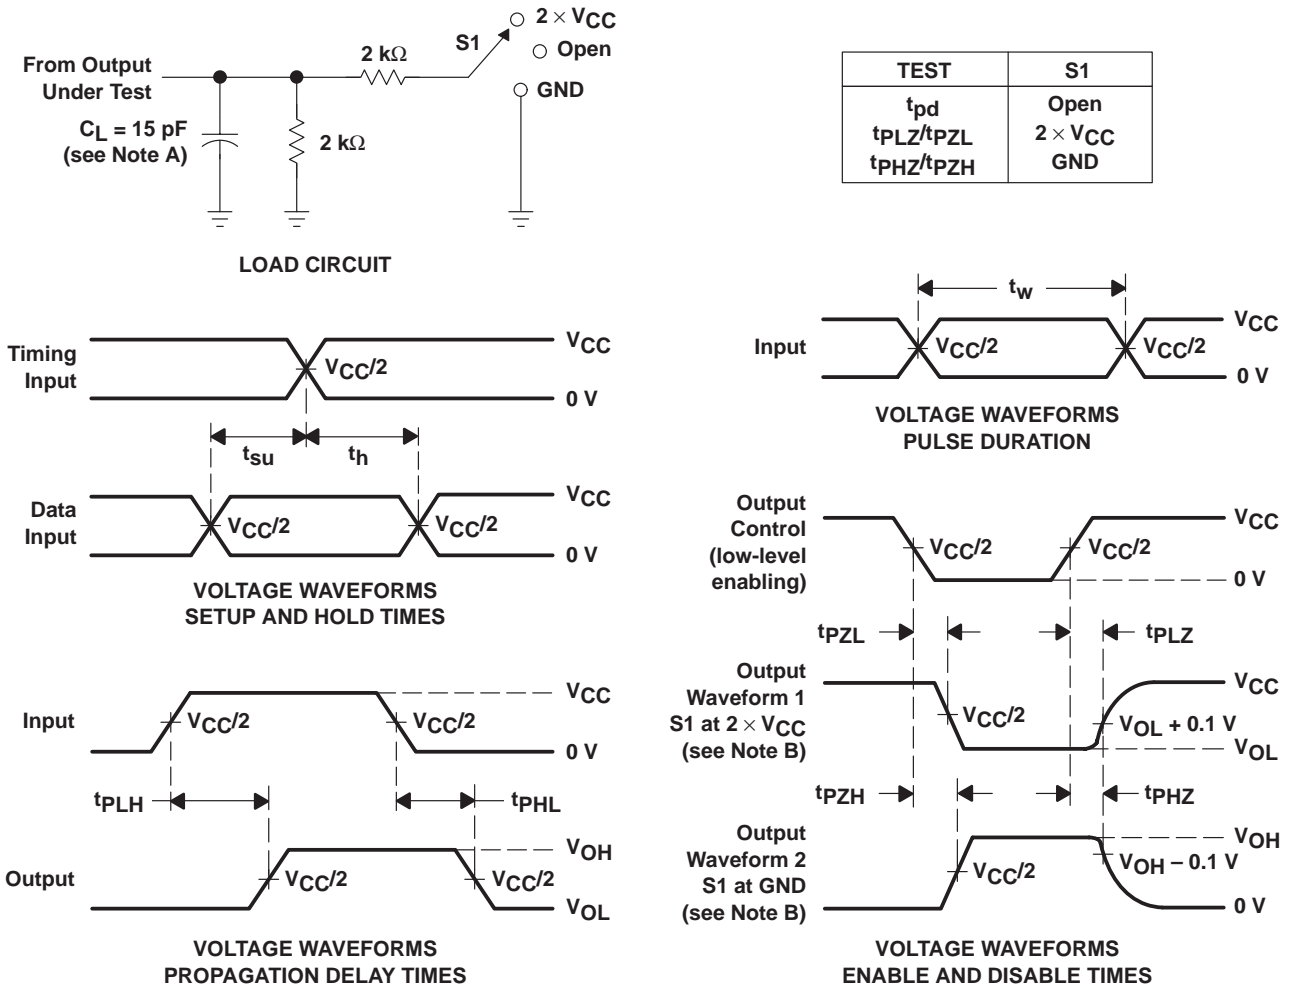 From Output
Under Test
CL = 15 pF
(see Note A)
2 kΩ
2 kΩ
S1
2 × VCC
Open
GND
LOAD CIRCUIT
TEST S1
tpd Open
tPLZ/tPZL 2 × VCC
tPHZ/tPZH GND
Timing
Input
VCC/2
VCC
0 V
tsu
th
Data
Input
VCC/2
VCC/2
VCC
0 V
VOLTAGE WAVEFORMS
SETUP AND HOLD TIMES
tw
Input
VCC/2
VCC/2
VCC
0 V
VOLTAGE WAVEFORMS
PULSE DURATION
Input
VCC/2
VCC/2
VCC
0 V
tPLH
tPHL
Output
VCC/2
VCC/2
VOH
VOL
VOLTAGE WAVEFORMS
PROPAGATION DELAY TIMES
Output
Control
(low-level
enabling)
VCC/2
VCC/2
VCC
0 V
tPZL
tPLZ
Output
Waveform 1
S1 at 2 × VCC
(see Note B)
VCC/2
VCC
VOL + 0.1 V
VOL
tPZH
tPHZ
Output
Waveform 2
S1 at GND
(see Note B)
VCC/2
VOH
VOH − 0.1 V
0 V
VOLTAGE WAVEFORMS
ENABLE AND DISABLE TIMES